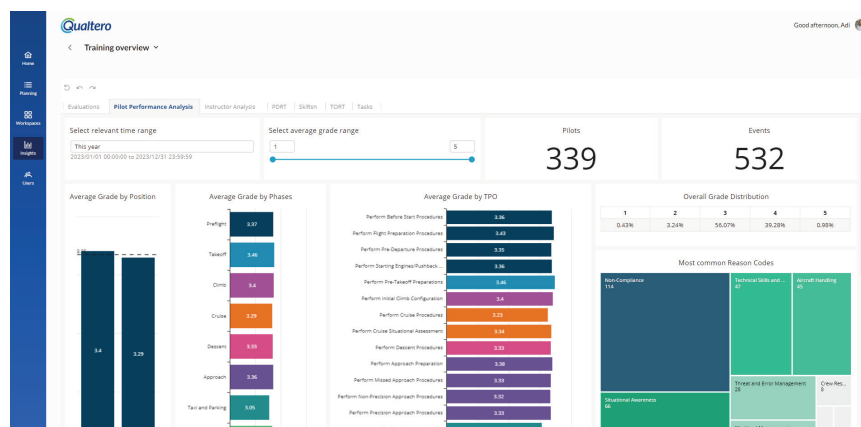 Qualtero
Good afternoon, Adi
Training overview
Home
Planning
Workspaces
Insights
Users
Evaluations
Pilot Performance Analysis
Instructor Analysis
PDRT
Skilltsn
TORT
Tasks
Select relevant time range
This year
2023/01/01 00:00:00 to 2023/12/31 23:59:59
Select average grade range
1
5
Pilots
339
Events
532
Average Grade by Position
3.4
3.29
Average Grade by Phases
Preflight 3.37
Takeoff 3.46
Climb 3.4
Cruise 3.29
Descent 3.33
Approach 3.36
Taxi and Parking 3.05
Average Grade by TPO
Perform Before Start Procedures 3.36
Perform Flight Preparation Procedures 3.43
Perform Pre-Departure Procedures 3.35
Perform Starting Engines/Pushback ... 3.36
Perform Pre-Takeoff Preparations 3.46
Perform Initial Climb Configuration 3.4
Perform Cruise Procedures 3.23
Perform Cruise Situational Assessment 3.34
Perform Descent Procedures 3.33
Perform Approach Preparation 3.38
Perform Missed Approach Procedures 3.33
Perform Non-Precision Approach Procedures 3.32
Perform Precision Approach Procedures 3.33
Overall Grade Distribution
1 2 3 4 5
0.43% 3.24% 56.07% 39.28% 0.98%
Most common Reason Codes
Non-Compliance
114
Technical Skills and ...
47
Aircraft Handling
45
Situational Awareness
66
Threat and Error Management
28
Crew Res...
8